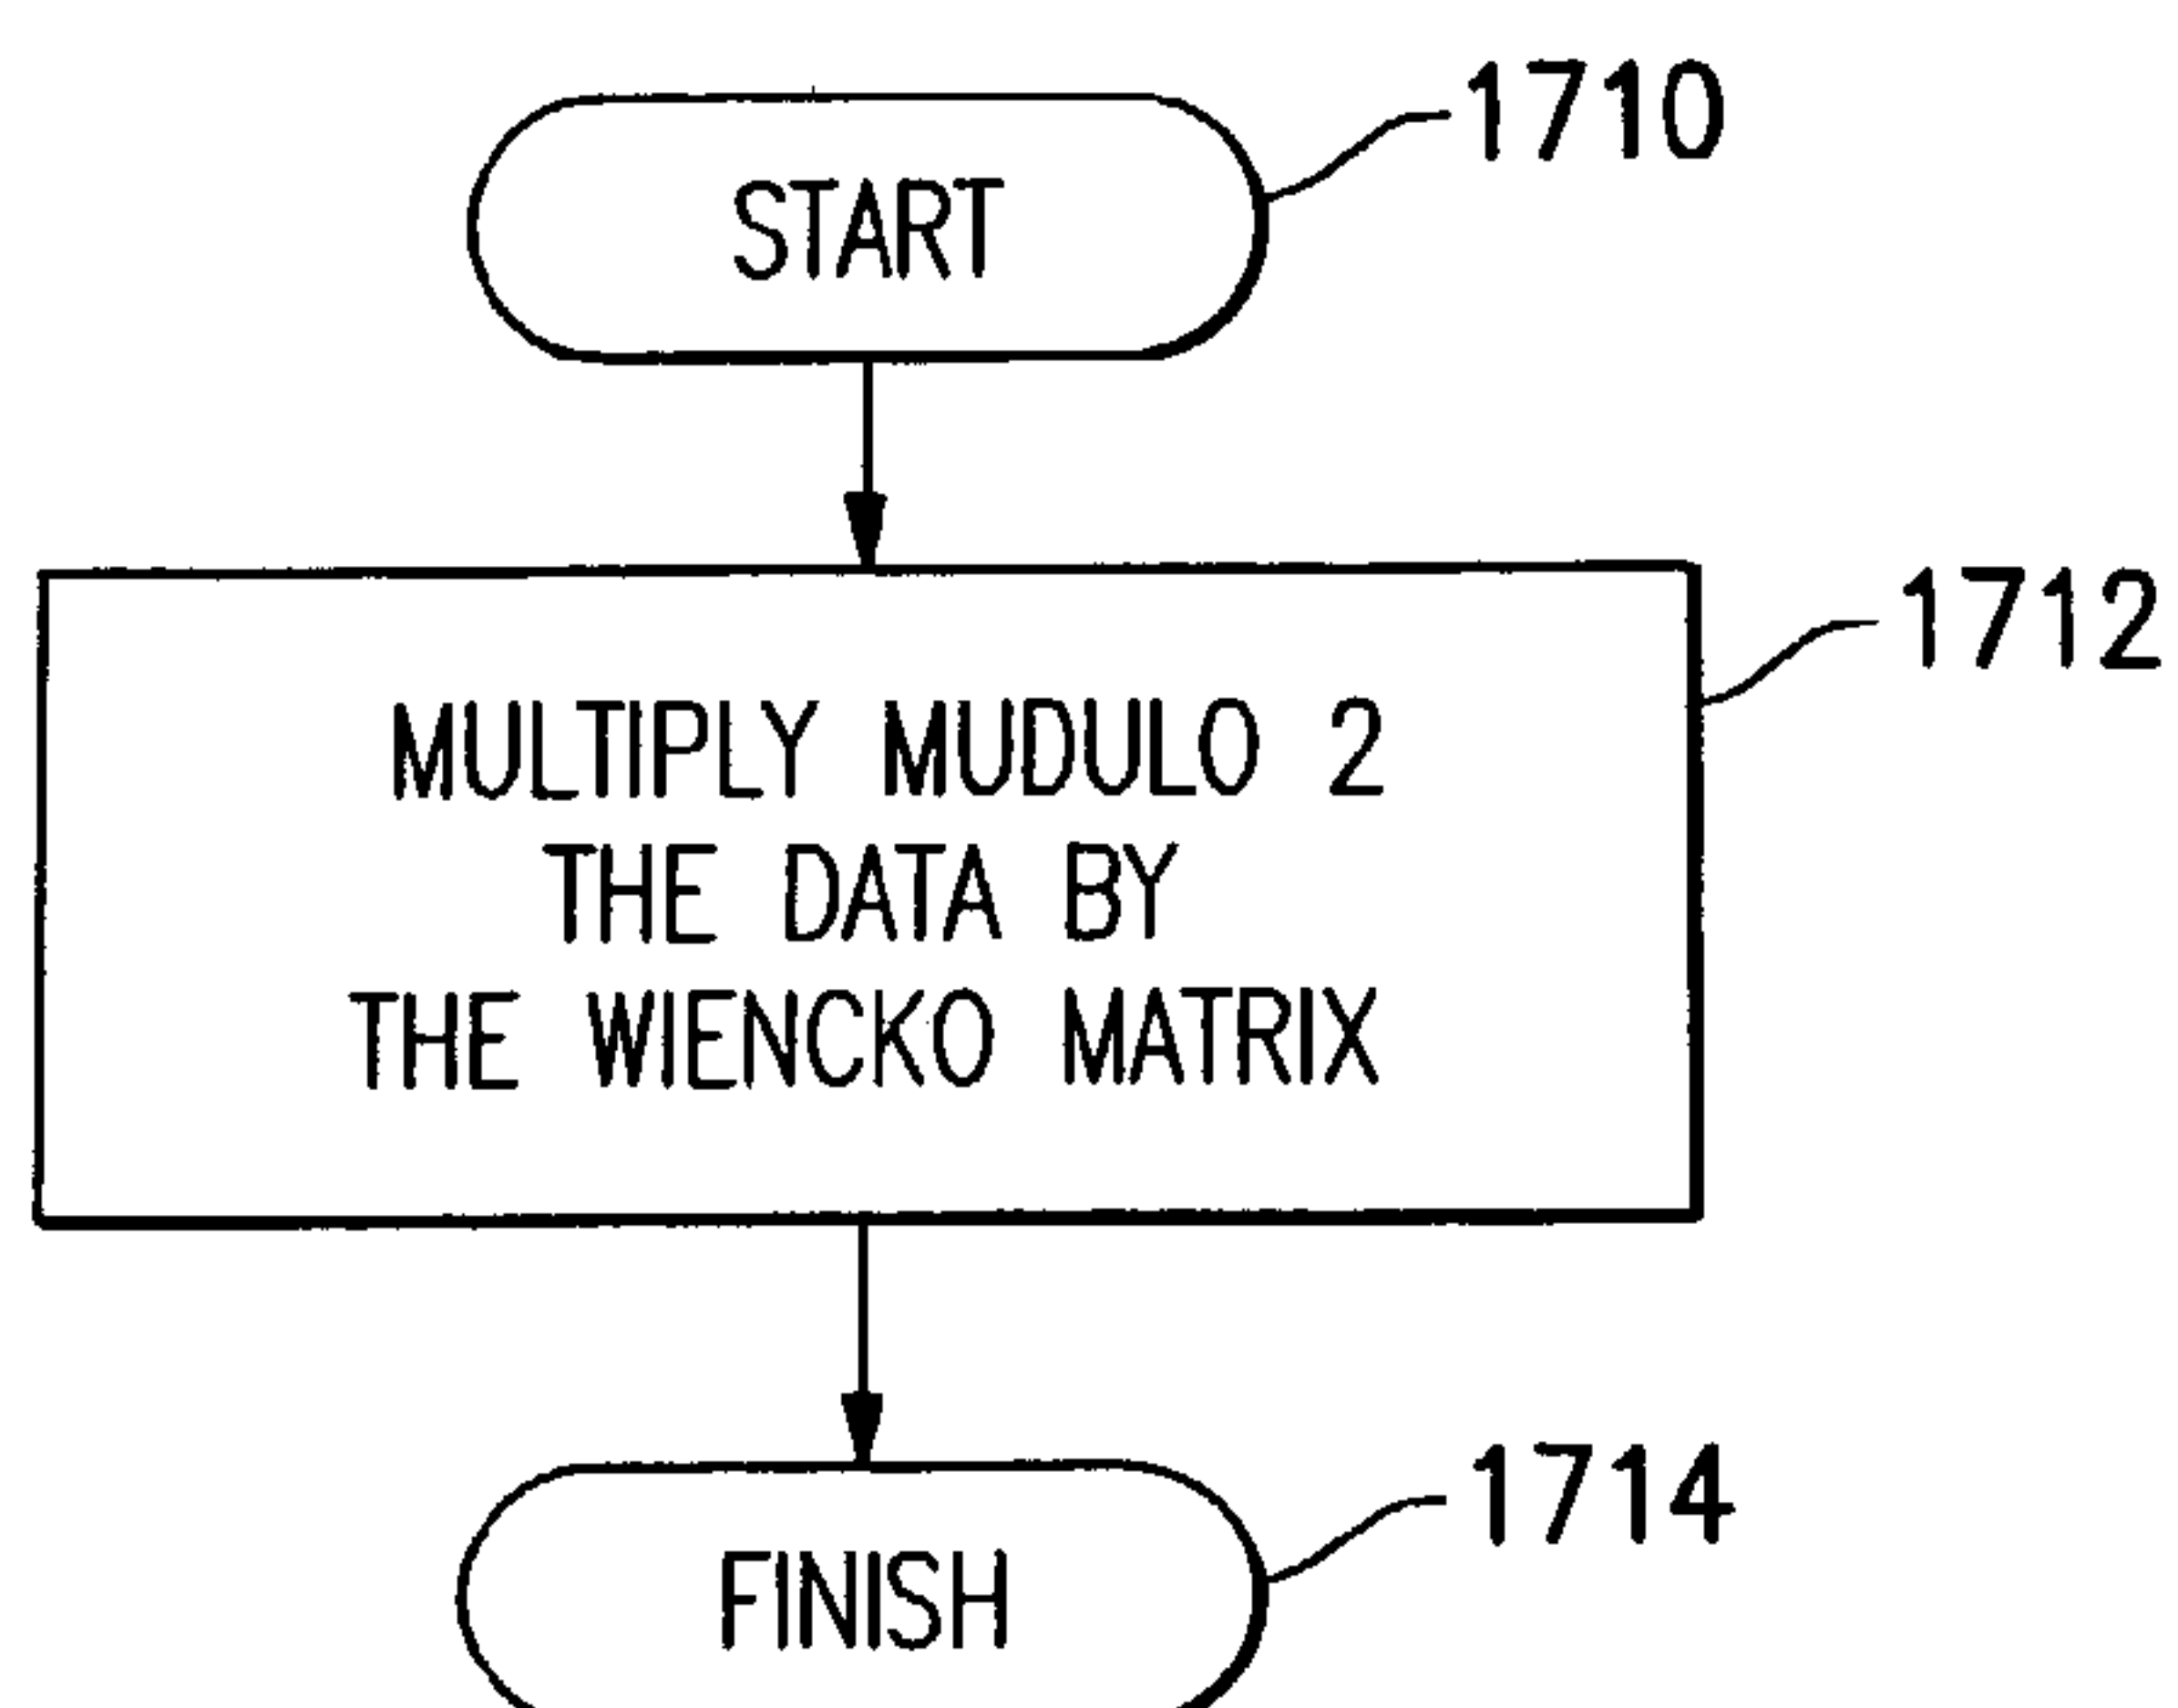 START
1710
1712
MULTIPLY MUDULO 2
THE DATA BY
THE WIENCKO MATRIX
1714
FINISH